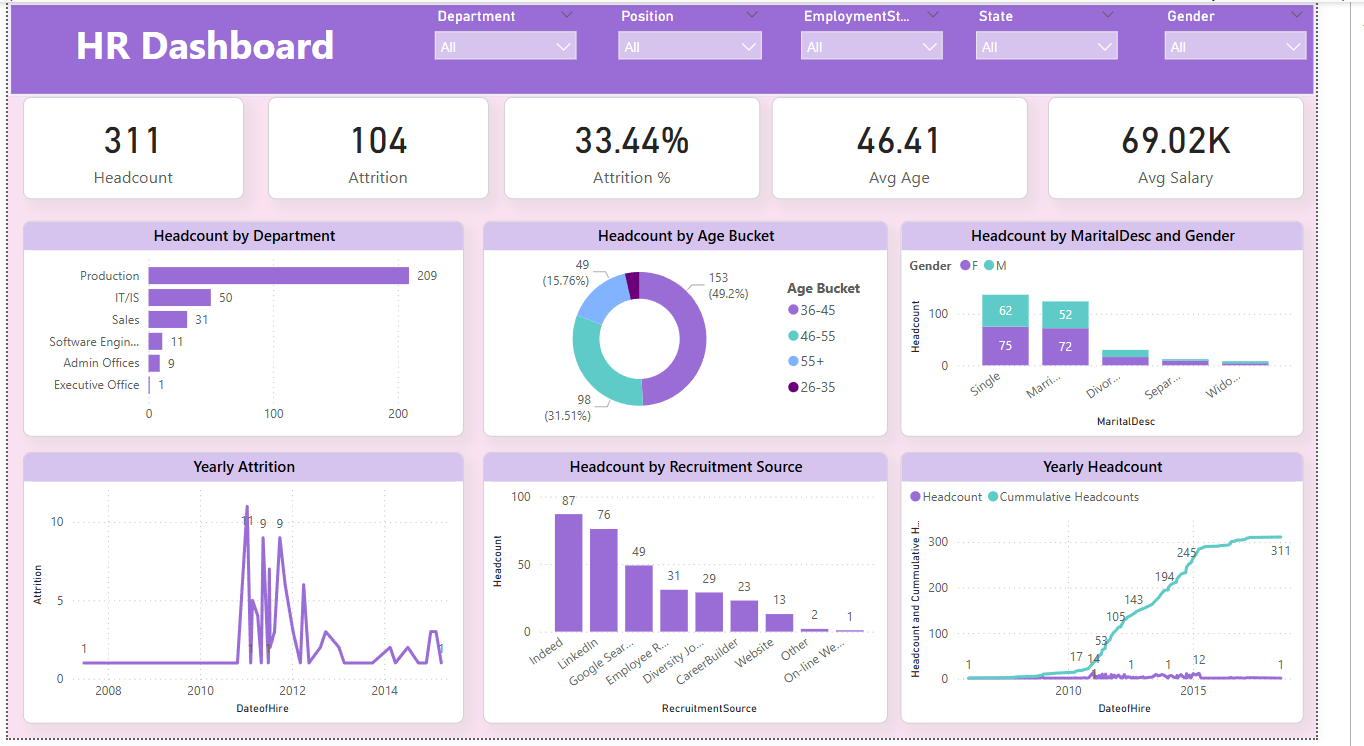 HR Dashboard
Department
All
Position
All
EmploymentSt...
All
State
All
Gender
All
311
Headcount
104
Attrition
33.44%
Attrition %
46.41
Avg Age
69.02K
Avg Salary
Headcount by Department
Production 209
IT/IS 50
Sales 31
Software Engin... 11
Admin Offices 9
Executive Office 1
0 100 200
Headcount by Age Bucket
49
(15.76%)
153
(49.2%)
98
(31.51%)
Age Bucket
36-45
46-55
55+
26-35
Headcount by MaritalDesc and Gender
Gender F M
Headcount
100
0
62
75
52
72
Single Marri... Divor... Separ... Wido...
MaritalDesc
Yearly Attrition
Attrition
10
5
0
1
11 9 9
1 1 1
2008 2010 2012 2014
DateofHire
Headcount by Recruitment Source
Headcount
100
50
0
87 76 49 31 29 23 13 2 1
Indeed LinkedIn Google Sear... Employee R... Diversity Jo... CareerBuilder Website Other On-line We...
RecruitmentSource
Yearly Headcount
Headcount Cummulative Headcounts
Headcount and Cummulative H...
300
200
100
0
1 17 14 53 105 143 194 245 311
1 1 1 12 1
2010 2015
DateofHire